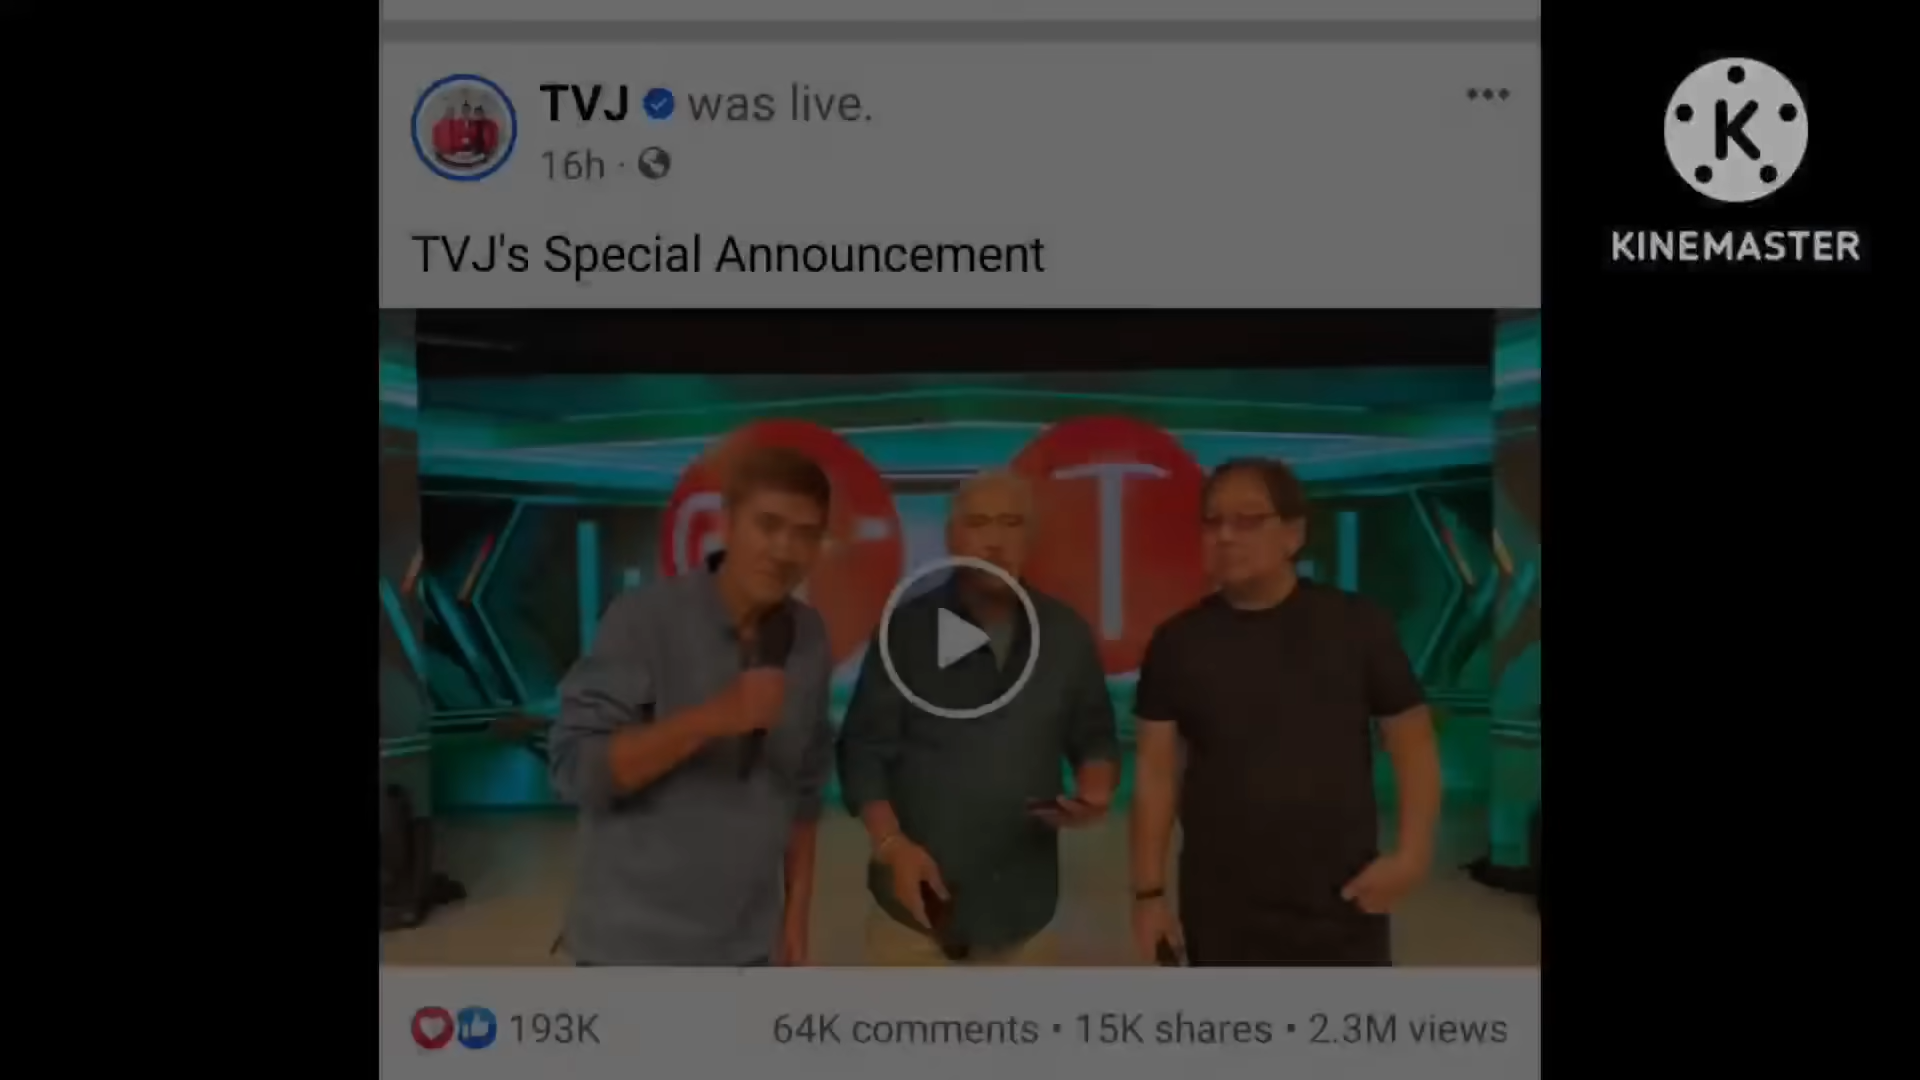 TVJ was live.
16h ·
TVJ's Special Announcement
T
193K 64K comments • 15K shares • 2.3M views
K
KINEMASTER